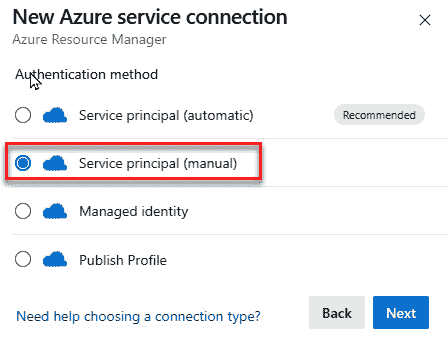 New Azure service connection
Azure Resource Manager
Authentication method
Service principal (automatic)
Recommended
Service principal (manual)
Managed identity
Publish Profile
Need help choosing a connection type?
Back
Next